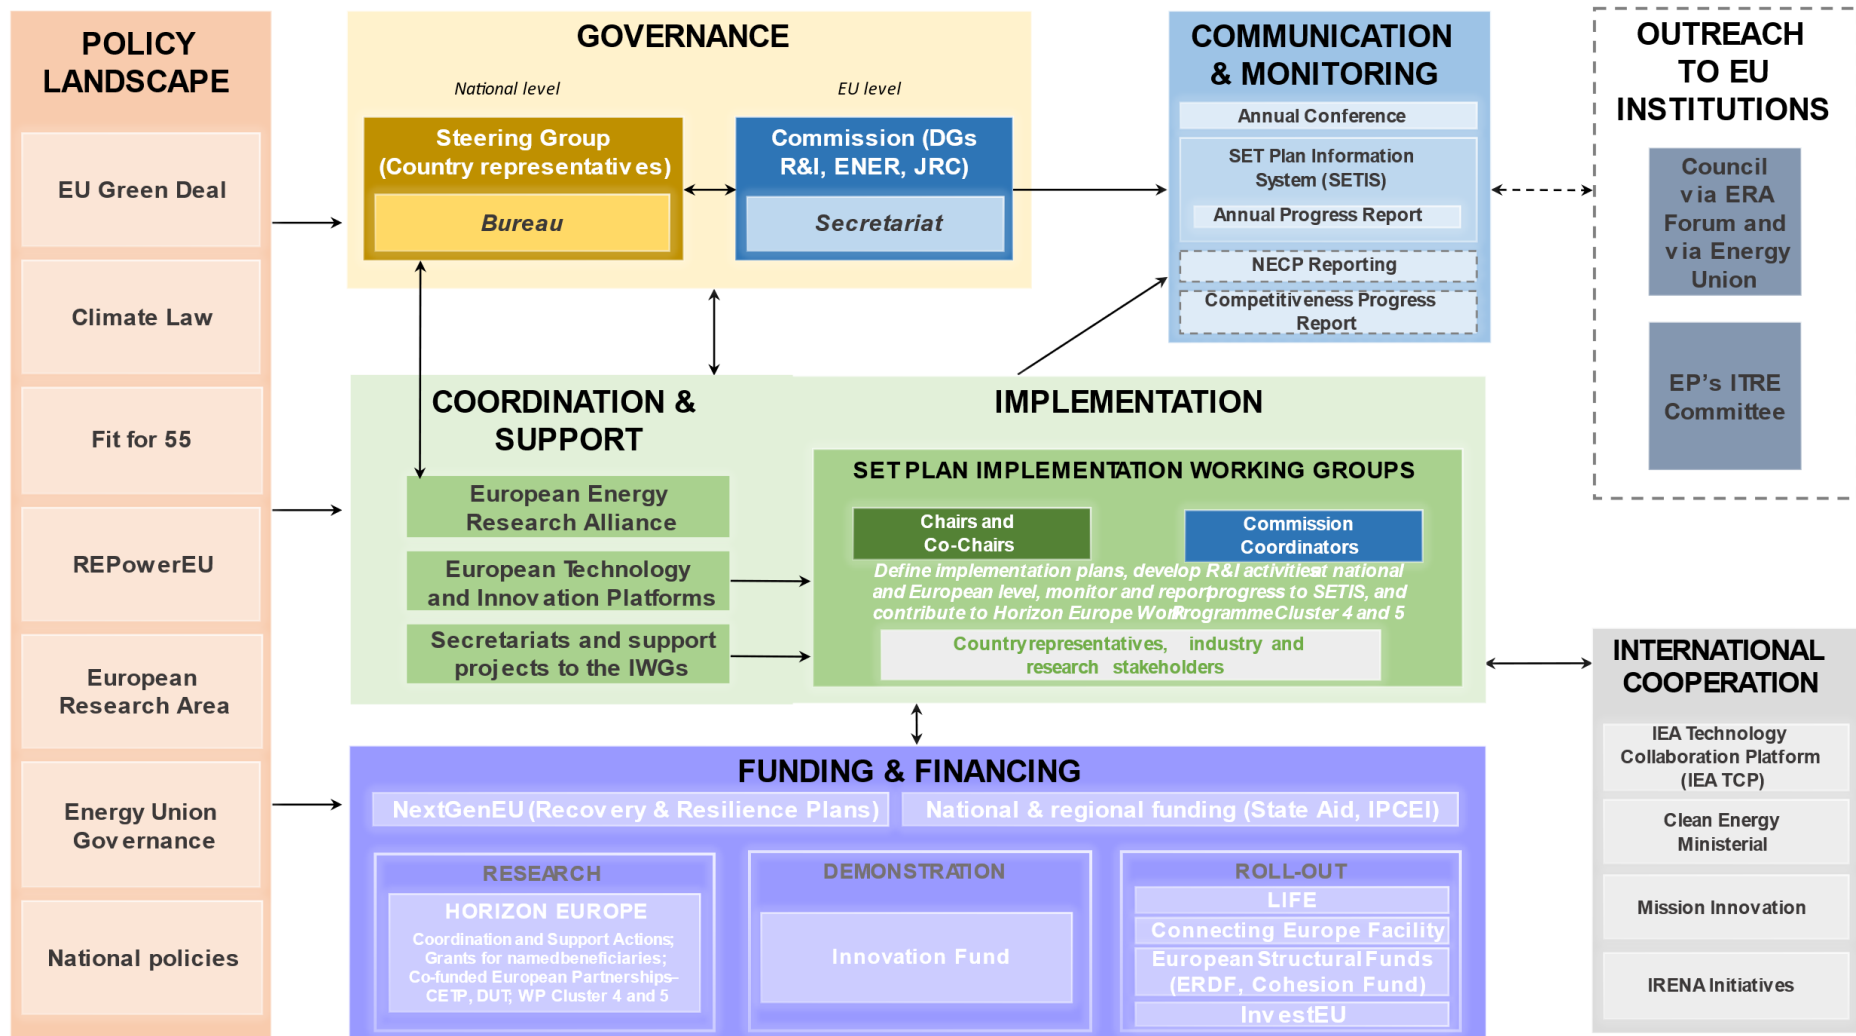 POLICY
LANDSCAPE
EU Green Deal
Climate Law
Fit for 55
REPowerEU
European
Research Area
Energy Union
Governance
National policies
GOVERNANCE
National level
EU level
Steering Group
(Country representatives)
Bureau
Commission (DGs
R&I, ENER, JRC)
Secretariat
COMMUNICATION
& MONITORING
Annual Conference
SET Plan Information
System (SETIS)
Annual Progress Report
NECP Reporting
Competitiveness Progress
Report
OUTREACH
TO EU
INSTITUTIONS
Council
via ERA
Forum and
via Energy
Union
EP's ITRE
Committee
COORDINATION &
SUPPORT
European Energy
Research Alliance
European Technology
and Innovation Platforms
Secretariats and support
projects to the IWGs
IMPLEMENTATION
SET PLAN IMPLEMENTATION WORKING GROUPS
Chairs and
Co-Chairs
Commission
Coordinators
Define implementation plans, develop R&I activities at national
and European level, monitor and report progress to SETIS, and
contribute to Horizon Europe Work Programme Cluster 4 and 5
Country representatives, industry and
research stakeholders
INTERNATIONAL
COOPERATION
IEA Technology
Collaboration Platform
(IEA TCP)
Clean Energy
Ministerial
Mission Innovation
IRENA Initiatives
FUNDING & FINANCING
NextGenEU (Recovery & Resilience Plans)
National & regional funding (State Aid, IPCEI)
RESEARCH
HORIZON EUROPE
Coordination and Support Actions;
Grants for named beneficiaries;
Co-funded European Partnerships–
CETP, DUT; WP Cluster 4 and 5
DEMONSTRATION
Innovation Fund
ROLL-OUT
LIFE
Connecting Europe Facility
European Structural Funds
(ERDF, Cohesion Fund)
InvestEU